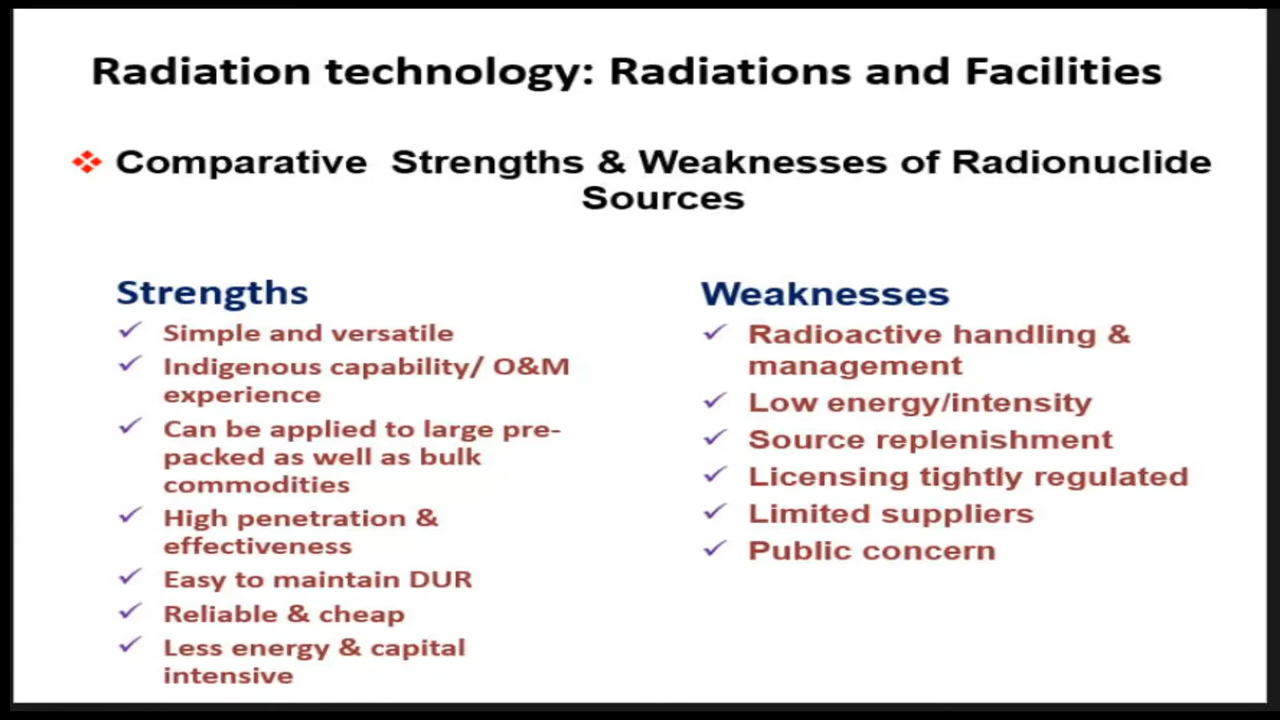 Radiation technology: Radiations and Facilities
Comparative Strengths & Weaknesses of Radionuclide
Sources
Strengths
Simple and versatile
Indigenous capability/ O&M
experience
Can be applied to large pre-
packed as well as bulk
commodities
High penetration &
effectiveness
Easy to maintain DUR
Reliable & cheap
Less energy & capital
intensive
Weaknesses
Radioactive handling &
management
Low energy/intensity
Source replenishment
Licensing tightly regulated
Limited suppliers
Public concern